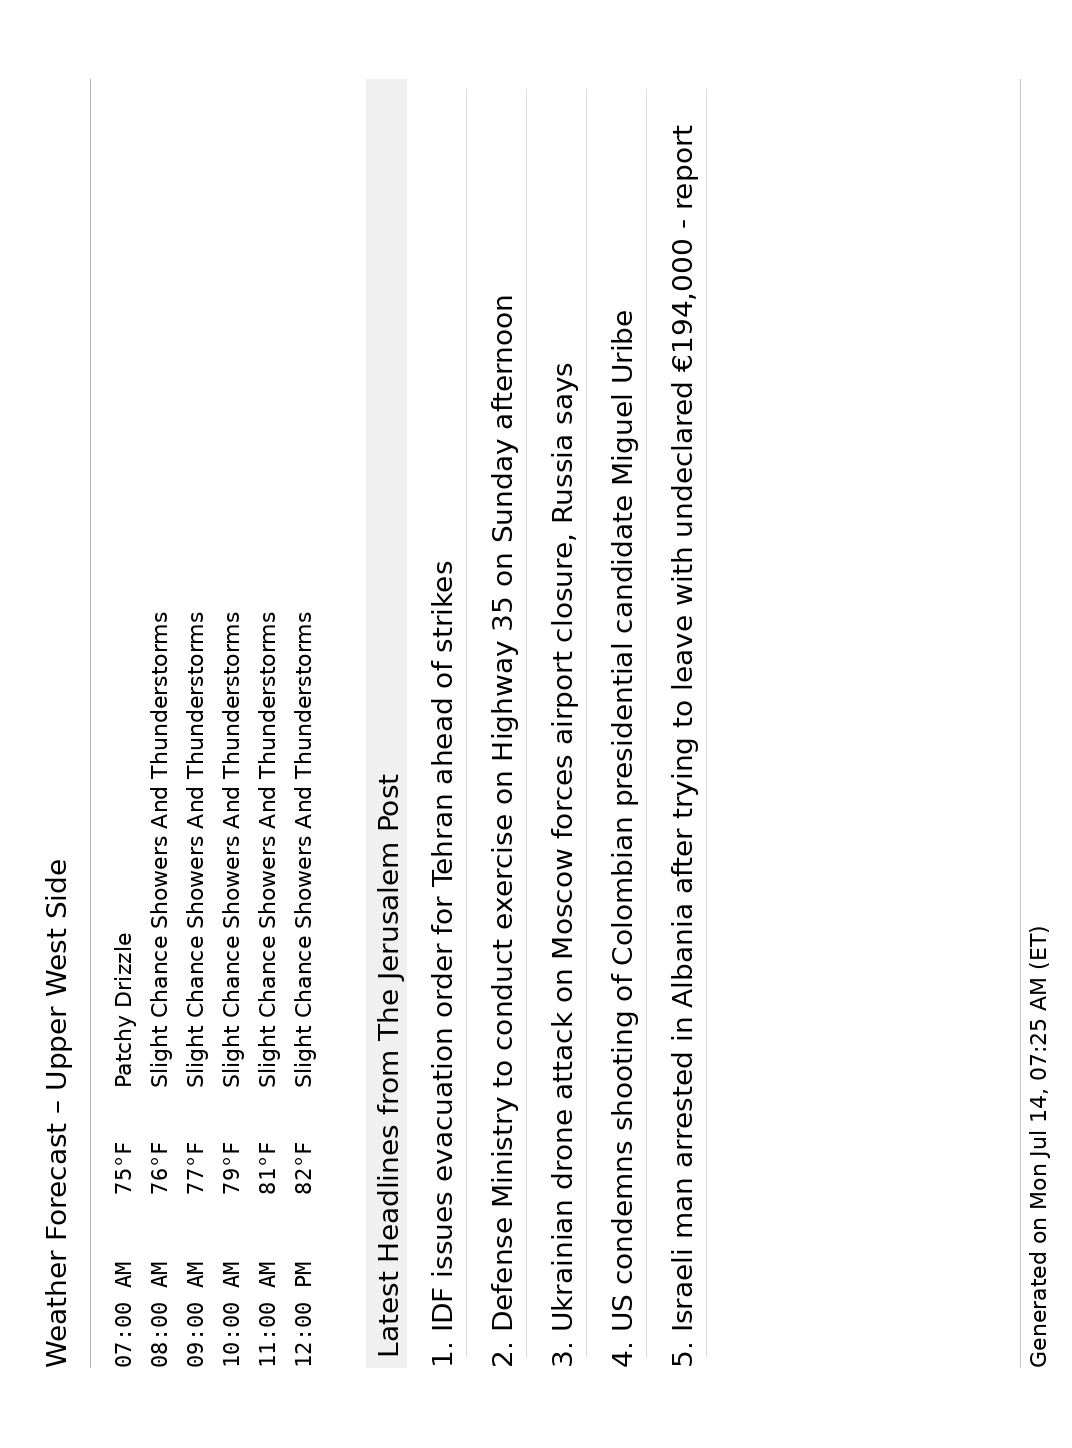 Weather Forecast – Upper West Side
07:00 AM 75°F Patchy Drizzle
08:00 AM 76°F Slight Chance Showers And Thunderstorms
09:00 AM 77°F Slight Chance Showers And Thunderstorms
10:00 AM 79°F Slight Chance Showers And Thunderstorms
11:00 AM 81°F Slight Chance Showers And Thunderstorms
12:00 PM 82°F Slight Chance Showers And Thunderstorms
Latest Headlines from The Jerusalem Post
1. IDF issues evacuation order for Tehran ahead of strikes
2. Defense Ministry to conduct exercise on Highway 35 on Sunday afternoon
3. Ukrainian drone attack on Moscow forces airport closure, Russia says
4. US condemns shooting of Colombian presidential candidate Miguel Uribe
5. Israeli man arrested in Albania after trying to leave with undeclared €194,000 - report
Generated on Mon Jul 14, 07:25 AM (ET)